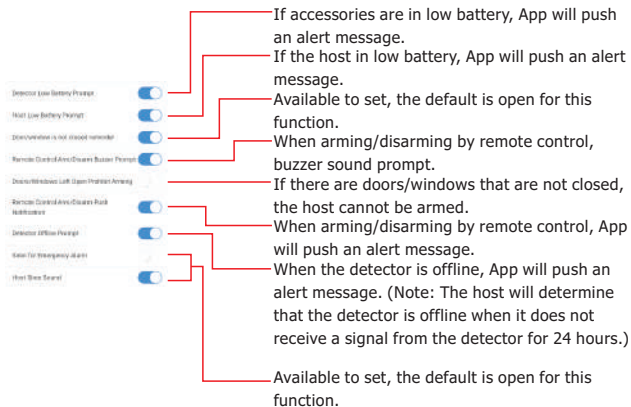 If accessories are in low battery, App will push
an alert message.
If the host in low battery, App will push an alert
message.
Available to set, the default is open for this
function.
When arming/disarming by remote control,
buzzer sound prompt.
If there are doors/windows that are not closed,
the host cannot be armed.
When arming/disarming by remote control, App
will push an alert message.
When the detector is offline, App will push an
alert message. (Note: The host will determine
that the detector is offline when it does not
receive a signal from the detector for 24 hours.)
Available to set, the default is open for this
function.
Detector Low Battery Prompt
Host Low Battery Prompt
Door/window is not closed reminder
Remote Control Arm/Disarm Buzzer Prompt
Doors/Windows Left Open Prohibit Arming
Remote Control Arm/Disarm Push
Notification
Detector Offline Prompt
Siren for Emergency Alarm
Host Siren Sound